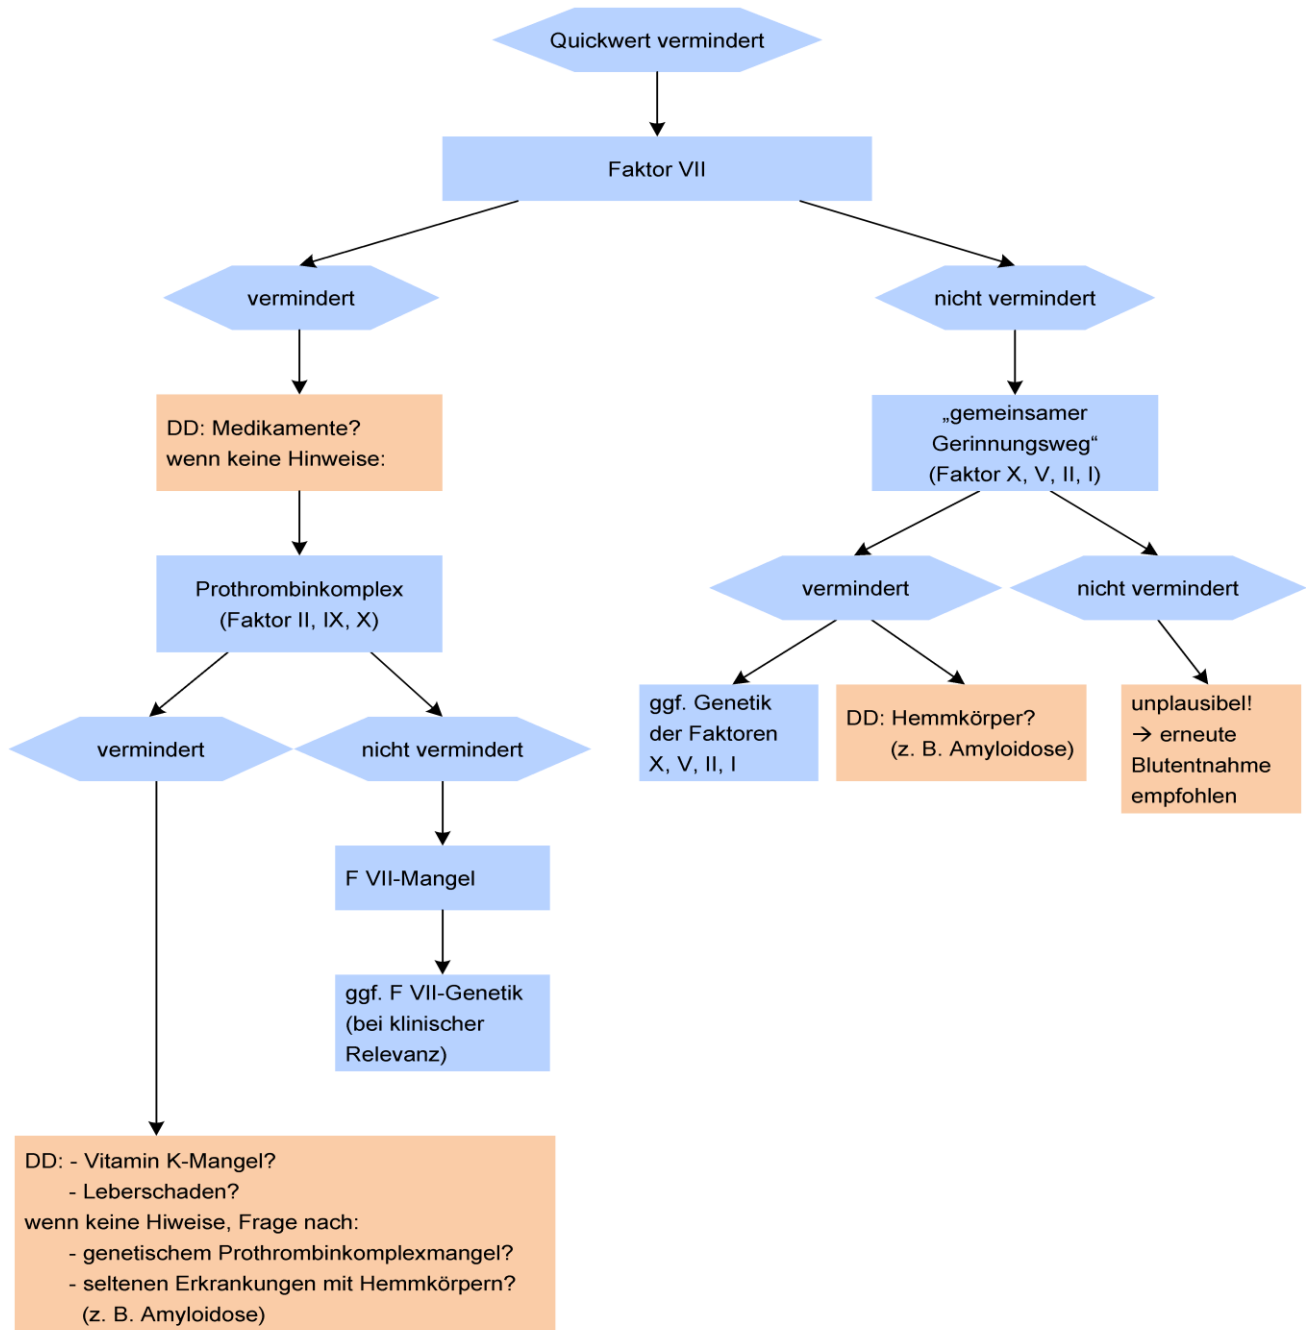 Quickwert vermindert
Faktor VII
vermindert
nicht vermindert
DD: Medikamente?
wenn keine Hinweise:
„gemeinsamer
Gerinnungsweg“
(Faktor X, V, II, I)
Prothrombinkomplex
(Faktor II, IX, X)
vermindert
nicht vermindert
vermindert
nicht vermindert
ggf. Genetik
der Faktoren
X, V, II, I
DD: Hemmkörper?
(z. B. Amyloidose)
unplausibel!
→ erneute
Blutentnahme
empfohlen
F VII-Mangel
ggf. F VII-Genetik
(bei klinischer
Relevanz)
DD: - Vitamin K-Mangel?
- Leberschaden?
wenn keine Hiweise, Frage nach:
- genetischem Prothrombinkomplexmangel?
- seltenen Erkrankungen mit Hemmkörpern?
(z. B. Amyloidose)